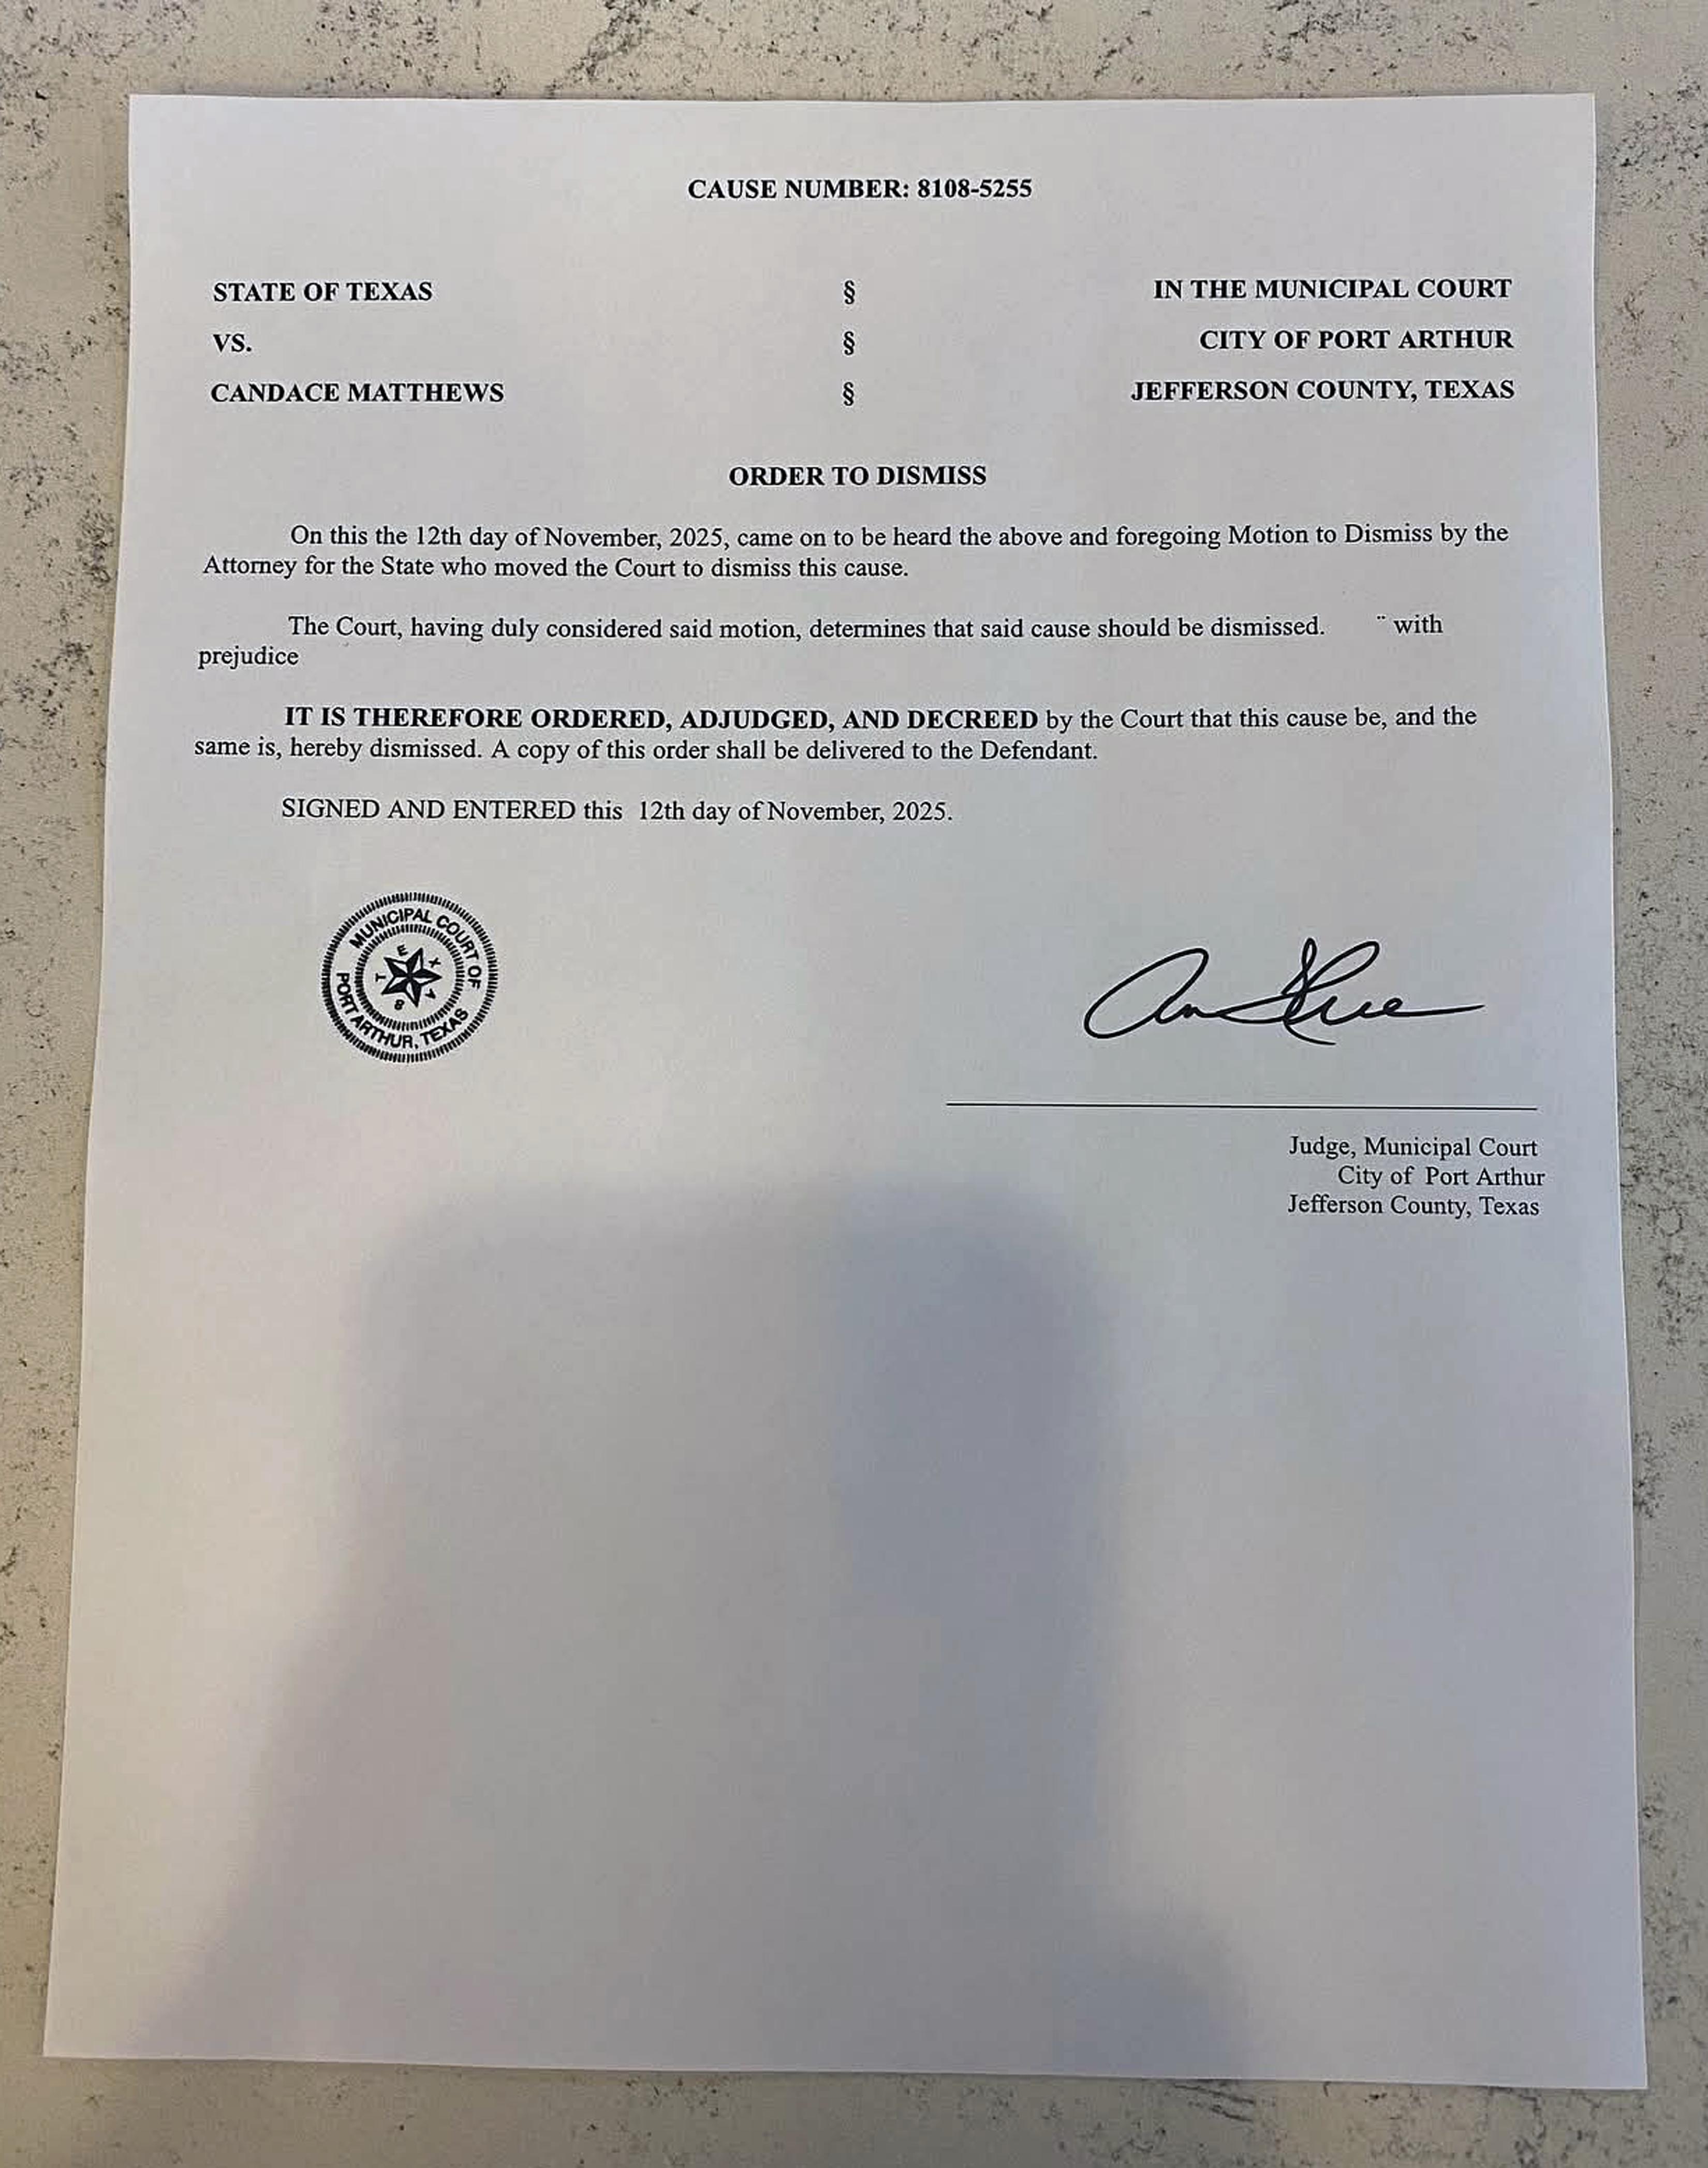 CAUSE NUMBER: 8108-5255
STATE OF TEXAS § IN THE MUNICIPAL COURT
VS. § CITY OF PORT ARTHUR
CANDACE MATTHEWS § JEFFERSON COUNTY, TEXAS
ORDER TO DISMISS
On this the 12th day of November, 2025, came on to be heard the above and foregoing Motion to Dismiss by the
Attorney for the State who moved the Court to dismiss this cause.
The Court, having duly considered said motion, determines that said cause should be dismissed. ¨ with
prejudice
IT IS THEREFORE ORDERED, ADJUDGED, AND DECREED by the Court that this cause be, and the
same is, hereby dismissed. A copy of this order shall be delivered to the Defendant.
SIGNED AND ENTERED this 12th day of November, 2025.
MUNICIPAL COURT OF
PORT ARTHUR, TEXAS
TEXAS
Judge, Municipal Court
City of Port Arthur
Jefferson County, Texas